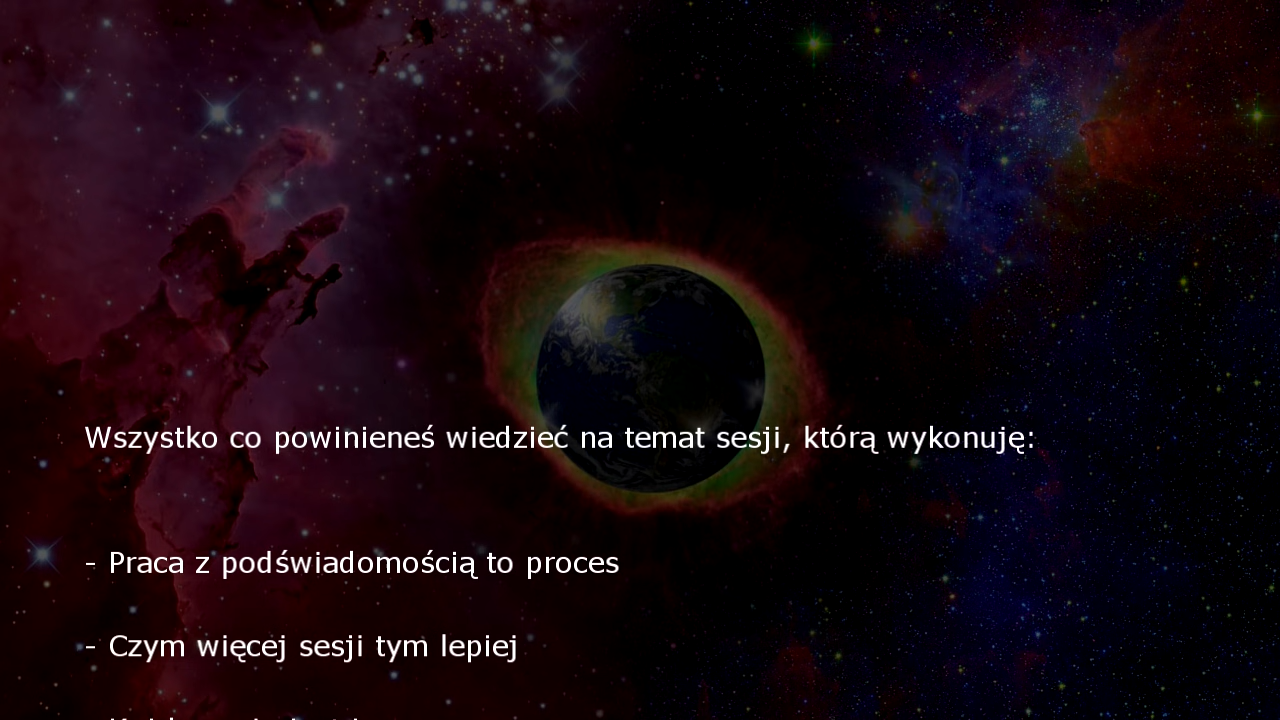 Wszystko co powinieneś wiedzieć na temat sesji, którą wykonuję:
- Praca z podświadomością to proces
- Czym więcej sesji tym lepiej